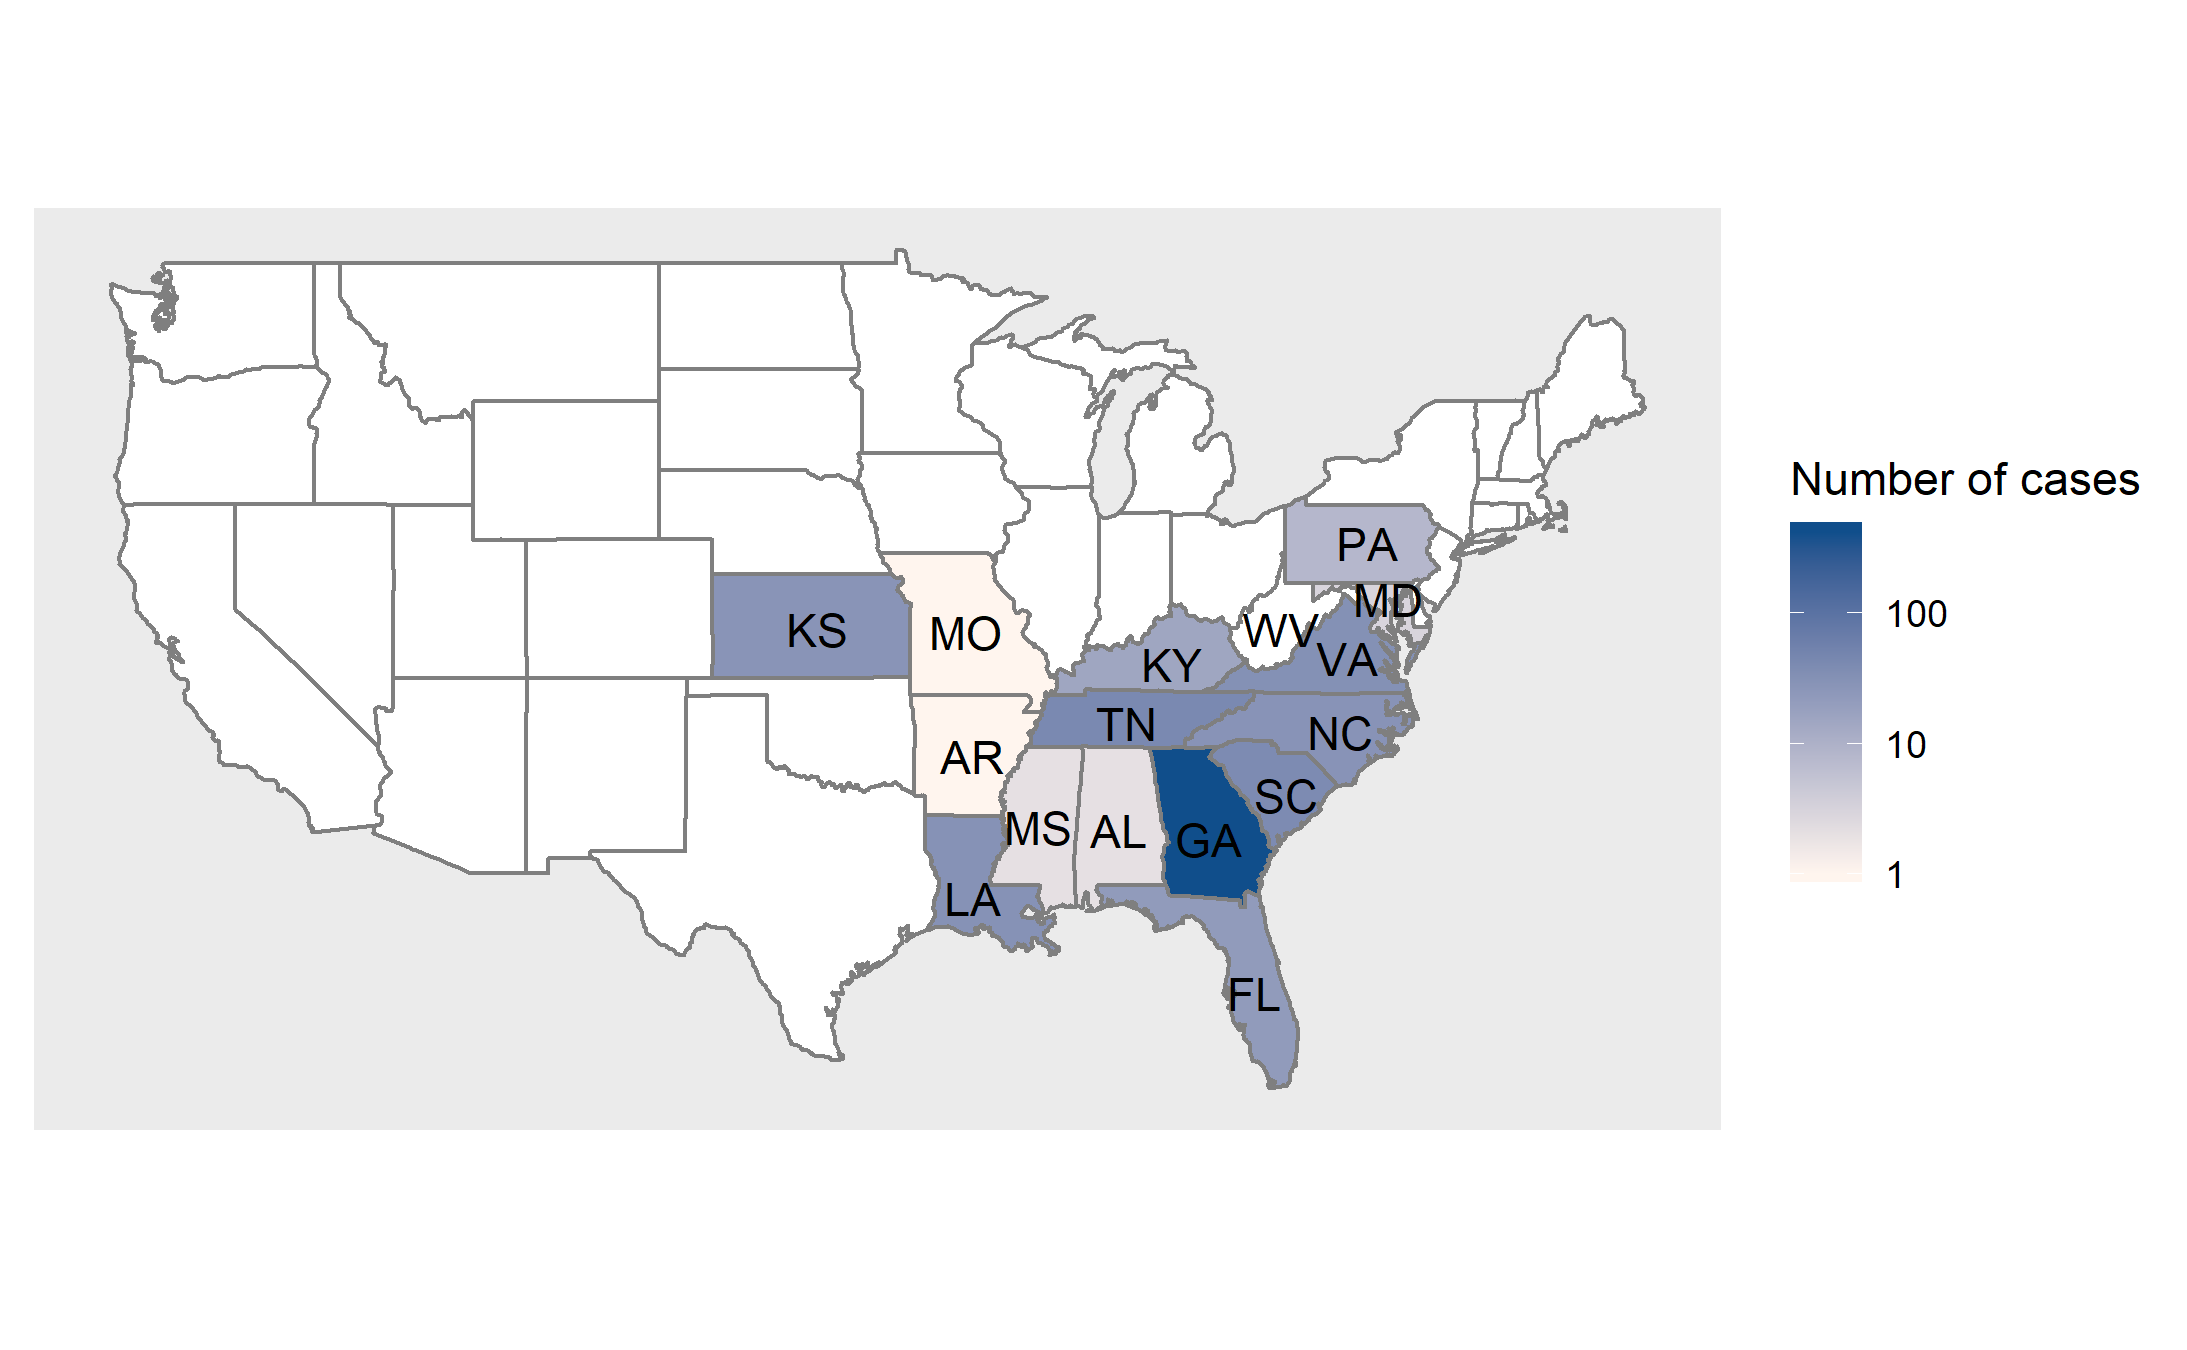 Number of cases
100
10
1
PA
MD
KS
MO
WV
VA
KY
TN
NC
AR
SC
MS
AL
GA
LA
FL